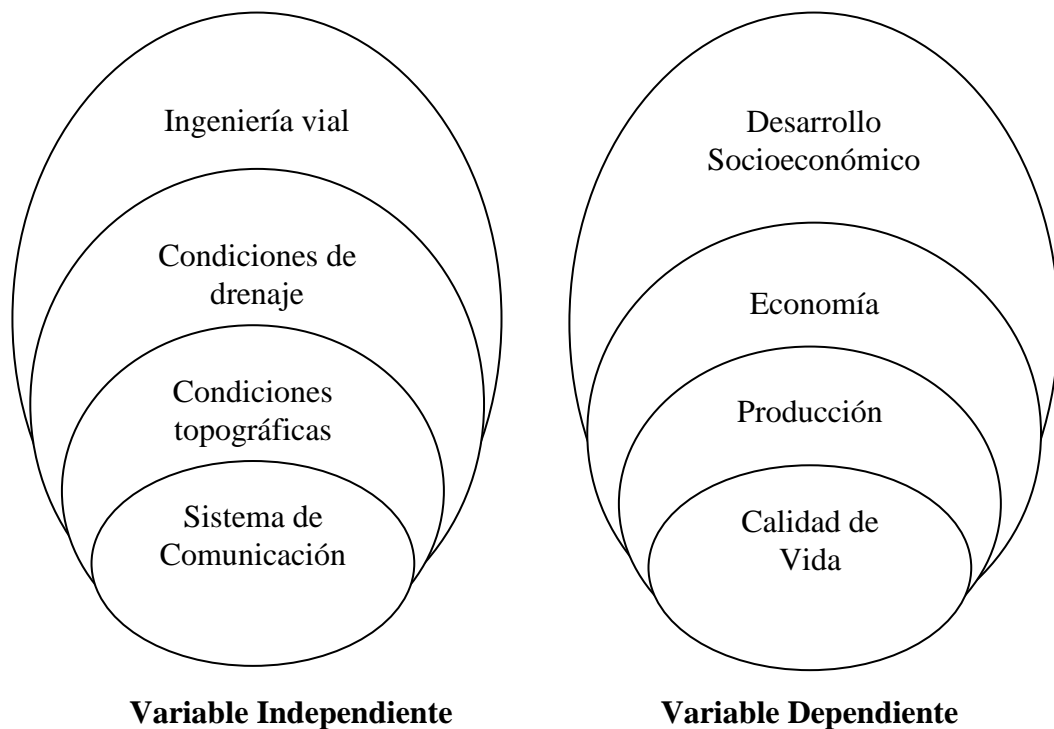 Ingeniería vial
Condiciones de
drenaje
Condiciones
topográficas
Sistema de
Comunicación
Variable Independiente
Desarrollo
Socioeconómico
Economía
Producción
Calidad de
Vida
Variable Dependiente